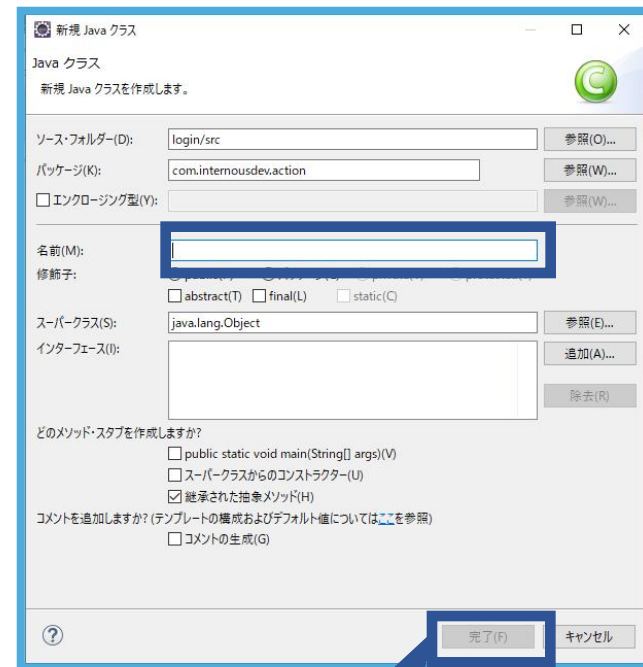 新規 Java クラス
Java クラス
新規 Java クラスを作成します。
ソース・フォルダー(D): login/src 参照(O)...
パッケージ(K): com.internousdev.action 参照(W)...
エンクロージング型(Y): 参照(W)...
名前(M):
修飾子:
abstract(T) final(L) static(C)
スーパークラス(S): java.lang.Object 参照(E)...
インターフェース(I): 追加(A)...
除去(R)
どのメソッド・スタブを作成しますか?
public static void main(String[] args)(V)
スーパークラスからのコンストラクター(U)
継承された抽象メソッド(H)
コメントを追加しますか? (テンプレートの構成およびデフォルト値についてはここを参照)
コメントの生成(G)
完了(F) キャンセル